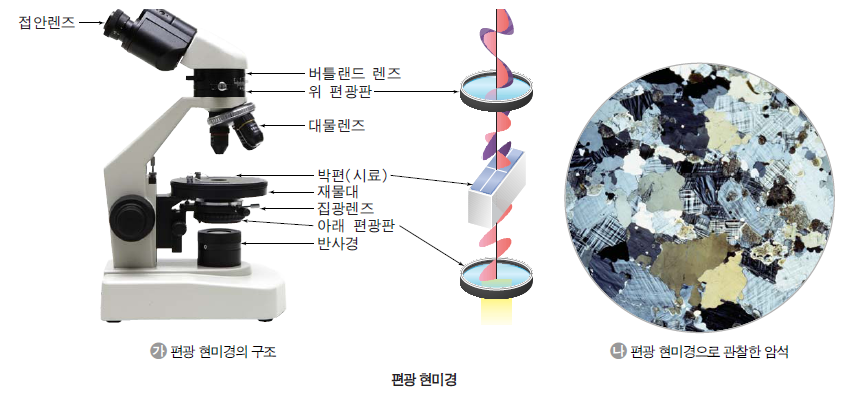 접안렌즈
버틀랜드 렌즈
위 편광판
대물렌즈
박편(시료)
재물대
집광렌즈
아래 편광판
반사경
가 편광 현미경의 구조
나 편광 현미경으로 관찰한 암석
편광 현미경